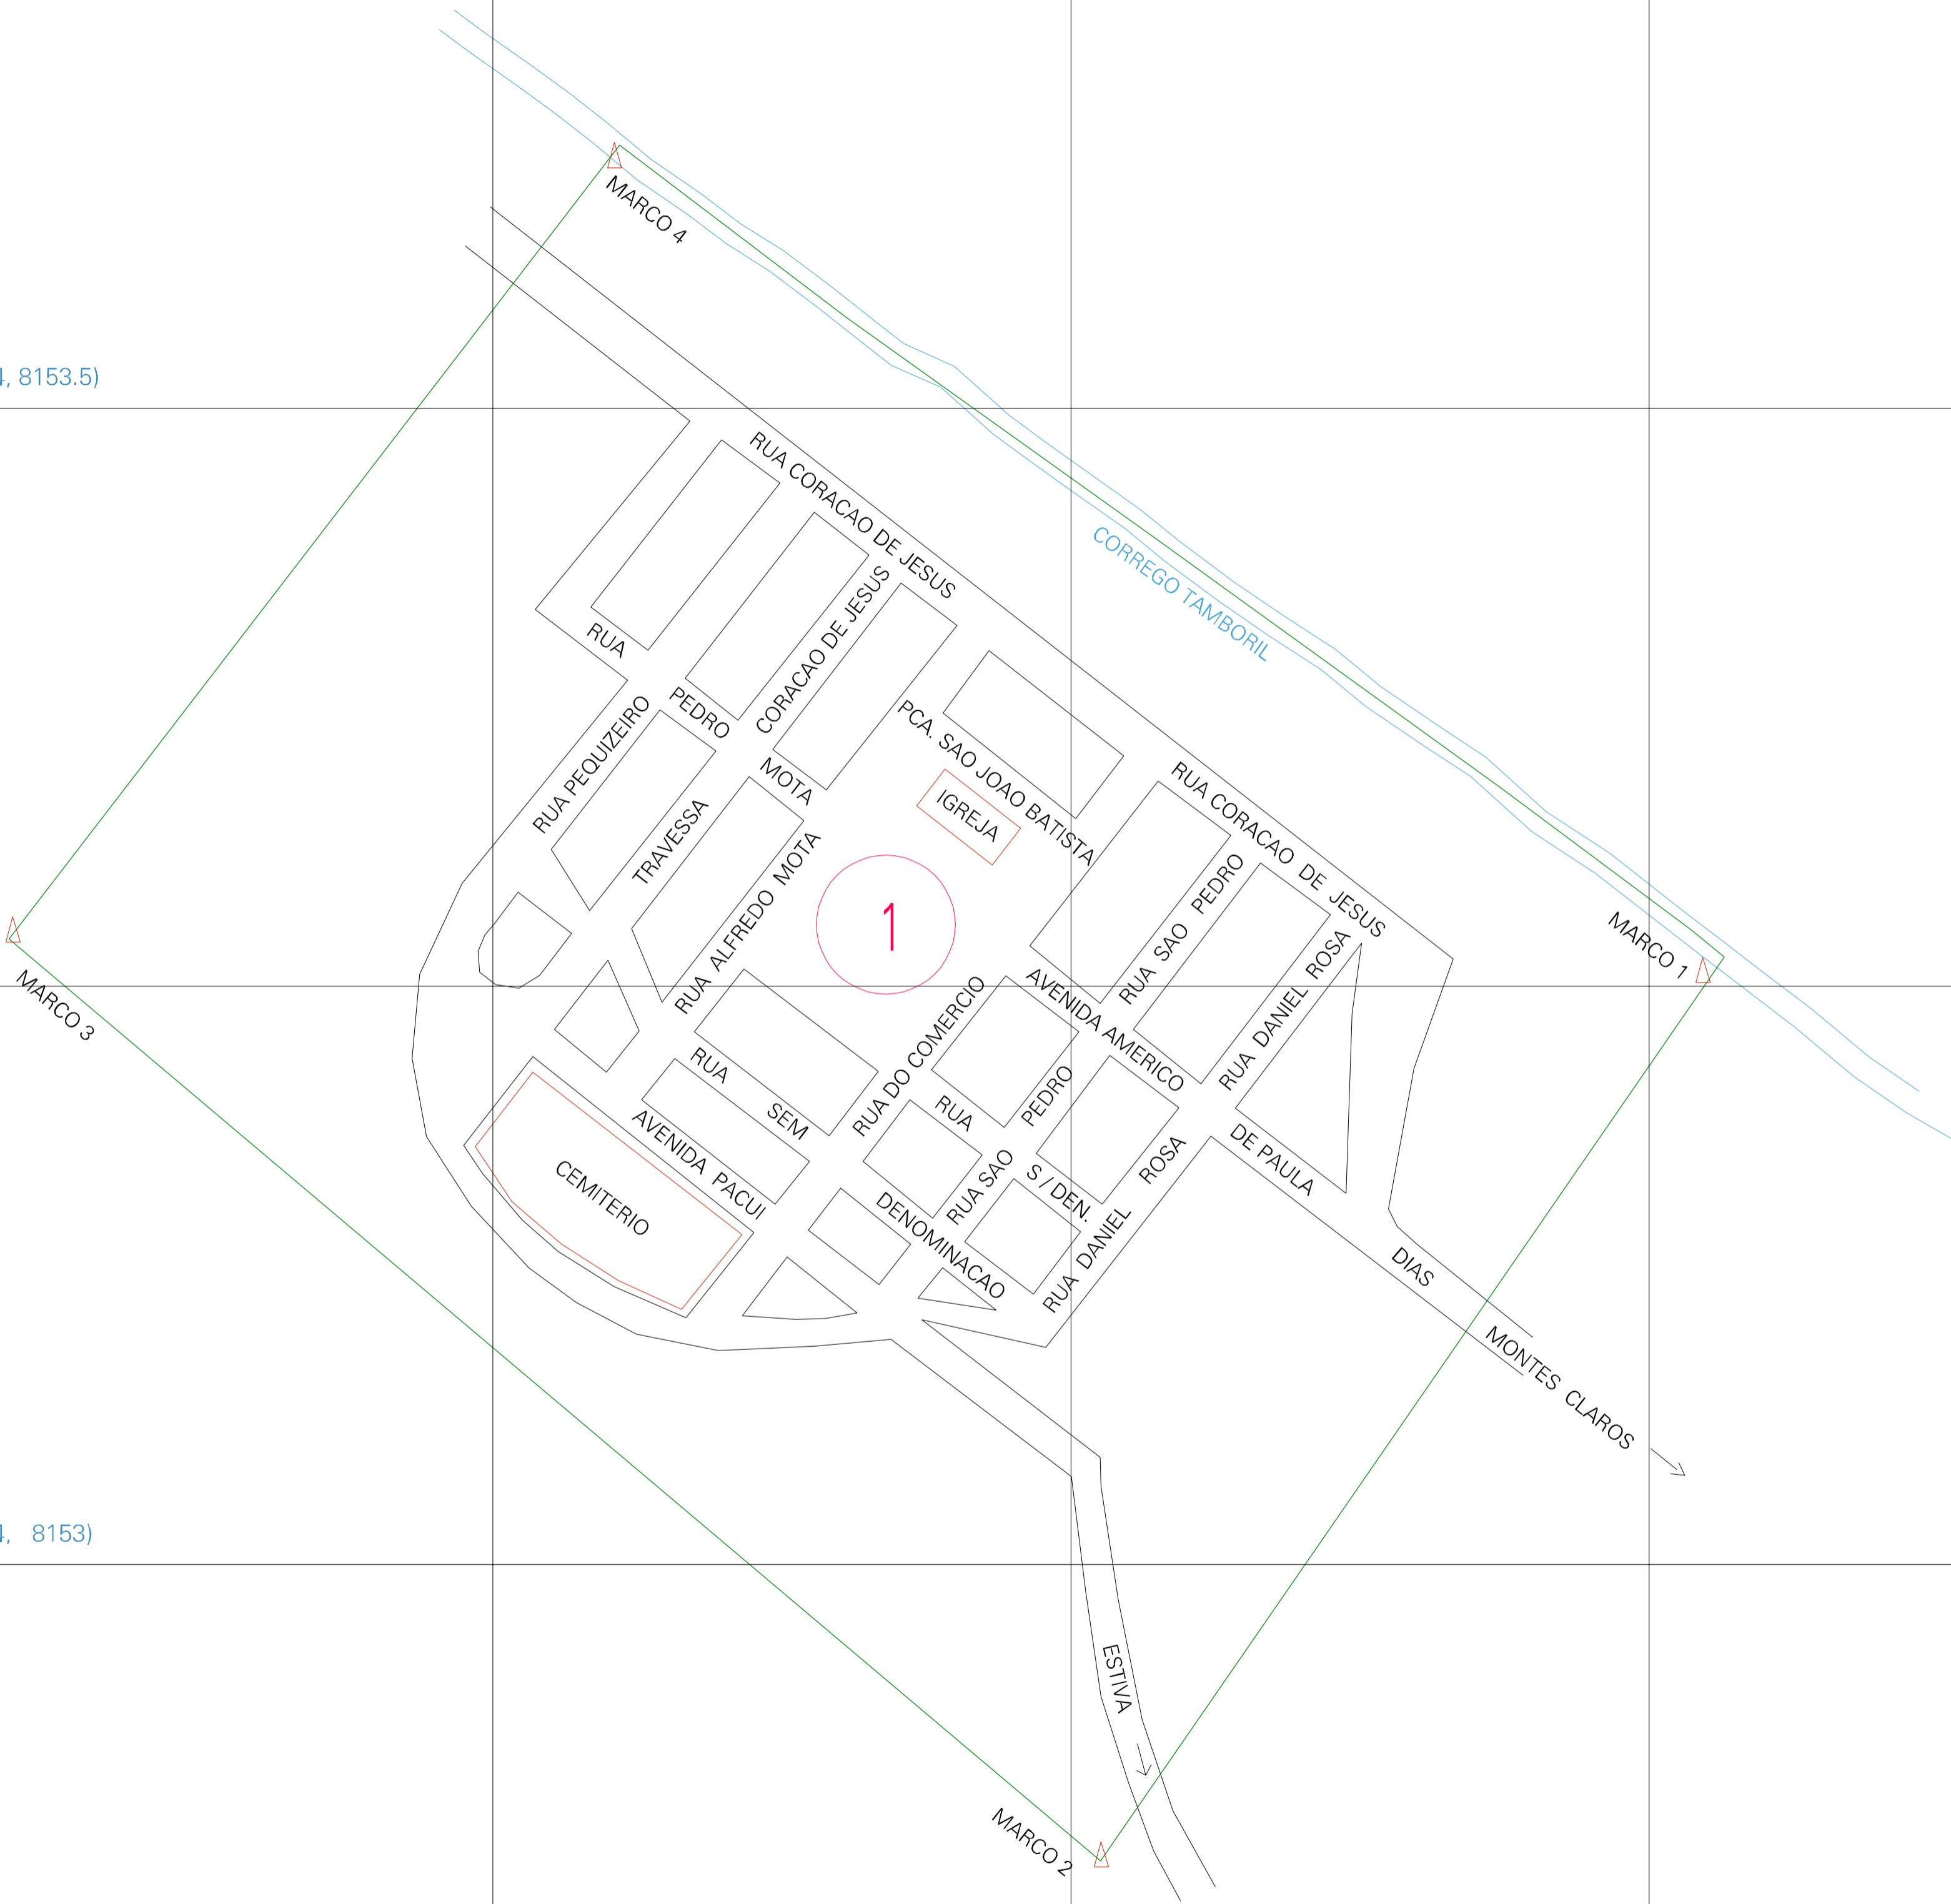 MARCO 4
4, 8153.5)
RUA CORACAO DE JESUS
CORREGO TAMBORIL
CORACAO DE JESUS
RUA
PEDRO
MOTA
RUA PEQUIZEIRO
TRAVESSA
PCA. SAO JOAO BATISTA
IGREJA
RUA CORACAO DE JESUS
RUA ALFREDO MOTA
1
RUA SAO PEDRO
RUA DANIEL ROSA
MARCO 1
MARCO 3
AVENIDA AMERICO
DE PAULA
DIAS
RUA DO COMERCIO
RUA
SEM
DENOMINACAO
RUA
S / DEN.
PEDRO
RUA SAO
AVENIDA PACUI
CEMITERIO
ROSA
RUA DANIEL
MONTES CLAROS
4, 8153)
ESTIVA
MARCO 2